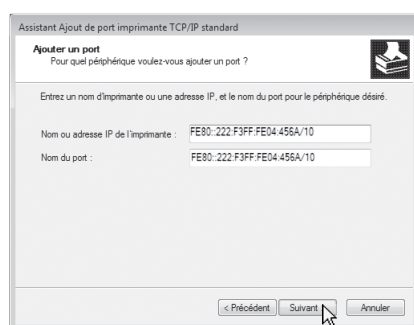 Assistant Ajout de port imprimante TCP/IP standard
Ajouter un port
Pour quel périphérique voulez-vous ajouter un port ?
Entrez un nom d'imprimante ou une adresse IP, et le nom du port pour le périphérique désiré.
Nom ou adresse IP de l'imprimante : FE80::222:F3FF:FE04:456A/10
Nom du port : FE80::222:F3FF:FE04:456A/10
< Précédent Suivant Annuler